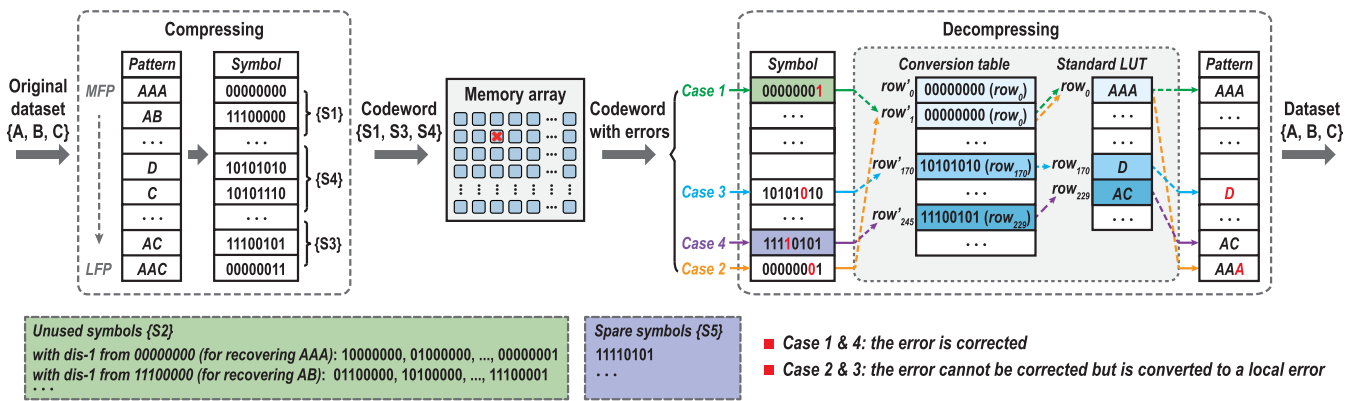 Compressing
Decompressing
Original
dataset
{A, B, C}
MFP
LFP
Pattern
AAA
AB
...
D
C
...
AC
AAC
Symbol
00000000
11100000
...
10101010
10101110
...
11100101
00000011
{S1}
{S4}
{S3}
Codeword
{S1, S3, S4}
Memory array
Codeword
with errors
Case 1
Case 3
Case 4
Case 2
Symbol
00000001
...
10101010
...
11110101
00000001
Conversion table
row'0 00000000 (row0)
row'1 00000000 (row0)
...
row'170 10101010 (row170)
...
row'245 11100101 (row229)
...
Standard LUT
row0 AAA
...
row170 D
row229 AC
...
Pattern
AAA
...
D
...
AC
AAA
Dataset
{A, B, C}
Unused symbols {S2}
with dis-1 from 00000000 (for recovering AAA): 10000000, 01000000, ..., 00000001
with dis-1 from 11100000 (for recovering AB): 01100000, 10100000, ..., 11100001
...
Spare symbols {S5}
11110101
...
Case 1 & 4: the error is corrected
Case 2 & 3: the error cannot be corrected but is converted to a local error